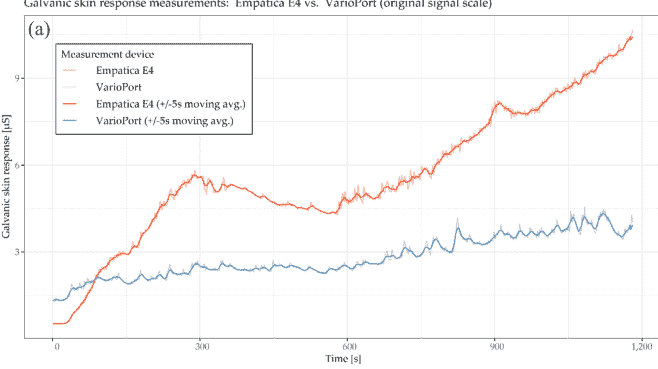 Galvanic skin response measurements: Empatica E4 vs. VarioPort (original signal scale)
(a)
Measurement device
Empatica E4
VarioPort
Empatica E4 (+/-5s moving avg.)
VarioPort (+/-5s moving avg.)
Galvanic skin response [µS]
9
6
3
0
300
600
900
1,200
Time [s]